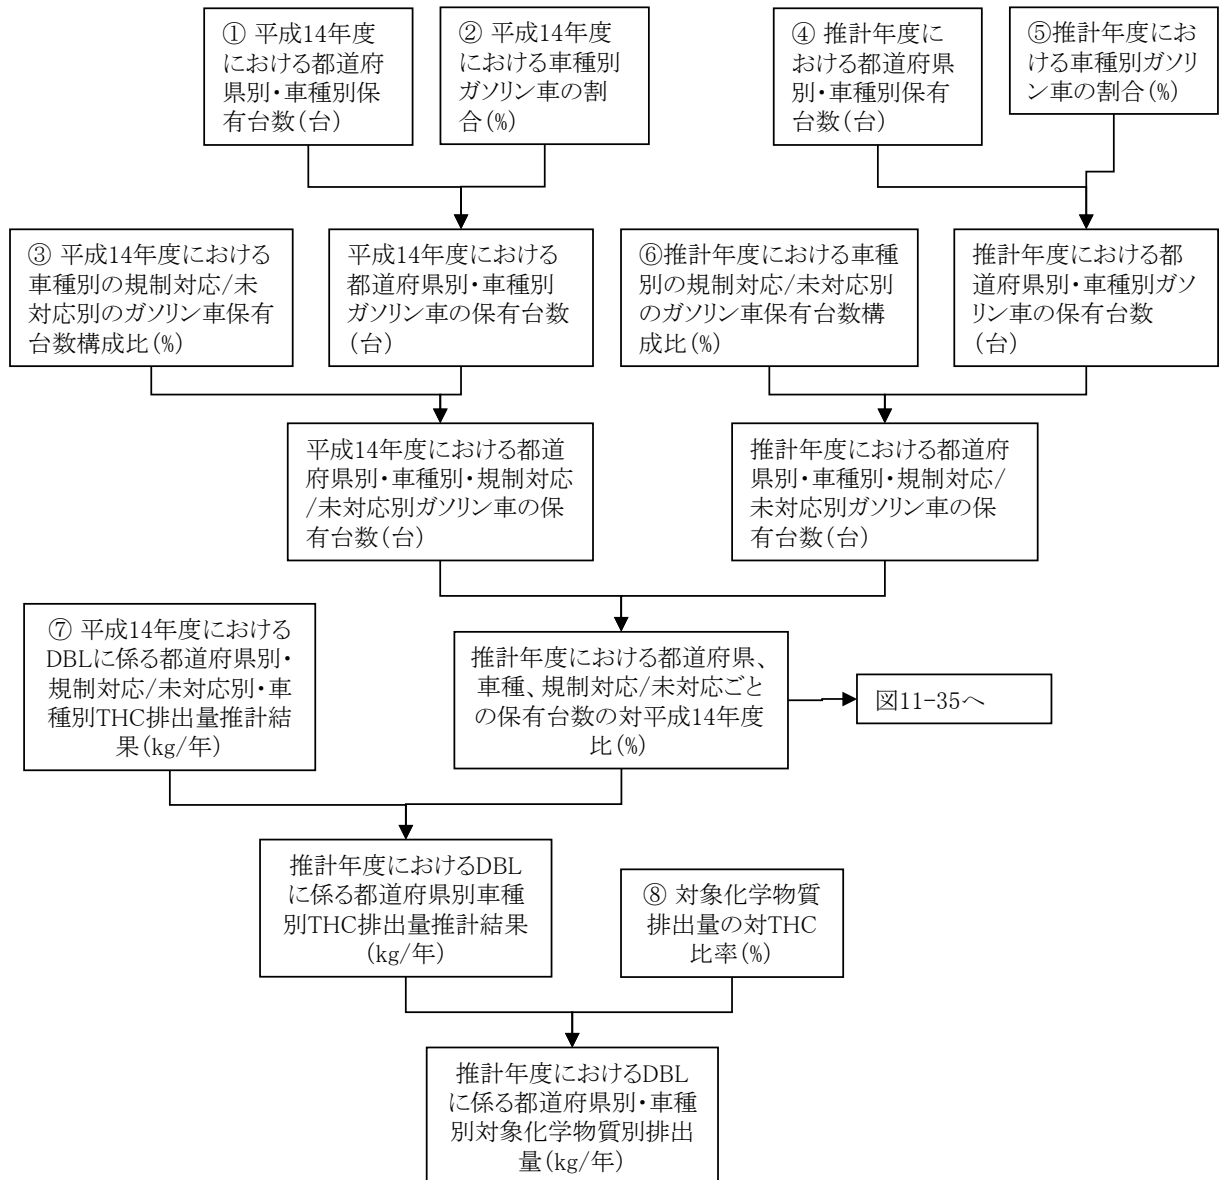 ① 平成14年度
における都道府
県別・車種別保
有台数(台)
② 平成14年度
における車種別
ガソリン車の割
合(%)
④ 推計年度に
おける都道府県
別・車種別保有
台数(台)
⑤推計年度にお
ける車種別ガソリ
ン車の割合(%)
③ 平成14年度における
車種別の規制対応/未
対応別のガソリン車保有
台数構成比(%)
平成14年度における
都道府県別・車種別
ガソリン車の保有台数
(台)
⑥推計年度における車種
別の規制対応/未対応別
のガソリン車保有台数構
成比(%)
推計年度における都
道府県別・車種別ガソ
リン車の保有台数
(台)
平成14年度における都道
府県別・車種別・規制対応
/未対応別ガソリン車の保
有台数(台)
推計年度における都道府
県別・車種別・規制対応/
未対応別ガソリン車の保
有台数(台)
⑦ 平成14年度における
DBLに係る都道府県別・
規制対応/未対応別・車
種別THC排出量推計結
果(kg/年)
推計年度における都道府県、
車種、規制対応/未対応ごと
の保有台数の対平成14年度
比(%)
図11-35へ
推計年度におけるDBL
に係る都道府県別車種
別THC排出量推計結果
(kg/年)
⑧ 対象化学物質
排出量の対THC
比率(%)
推計年度におけるDBL
に係る都道府県別・車種
別対象化学物質別排出
量(kg/年)